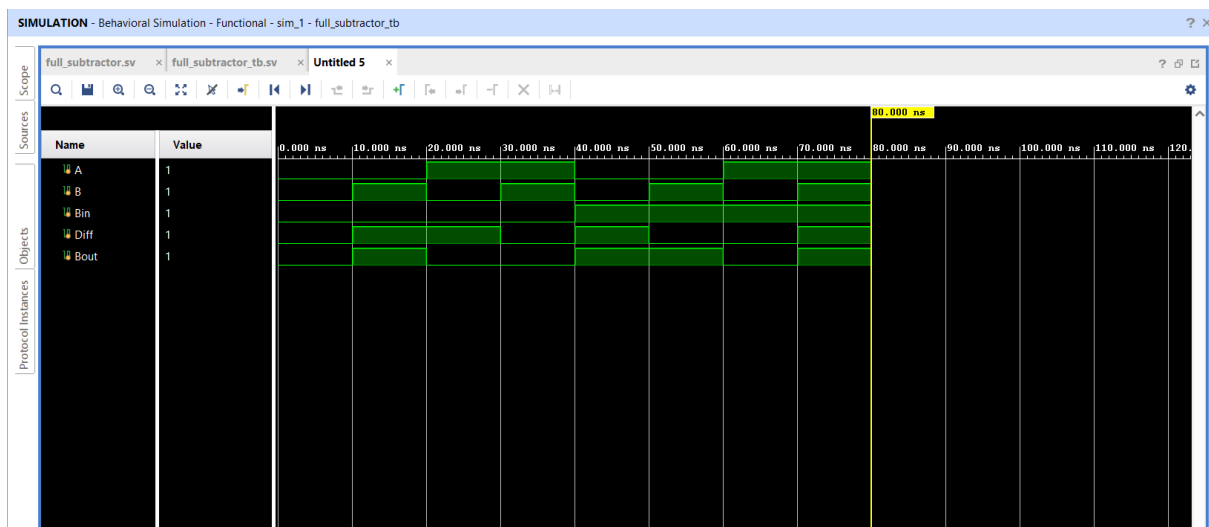 SIMULATION - Behavioral Simulation - Functional - sim_1 - full_subtractor_tb ? ×
Scope
Sources
Objects
Protocol Instances
full_subtractor.sv × full_subtractor_tb.sv × Untitled 5 × ?
80.000 ns
Name Value 0.000 ns 10.000 ns 20.000 ns 30.000 ns 40.000 ns 50.000 ns 60.000 ns 70.000 ns 80.000 ns 90.000 ns 100.000 ns 110.000 ns 120.
A 1
B 1
Bin 1
Diff 1
Bout 1